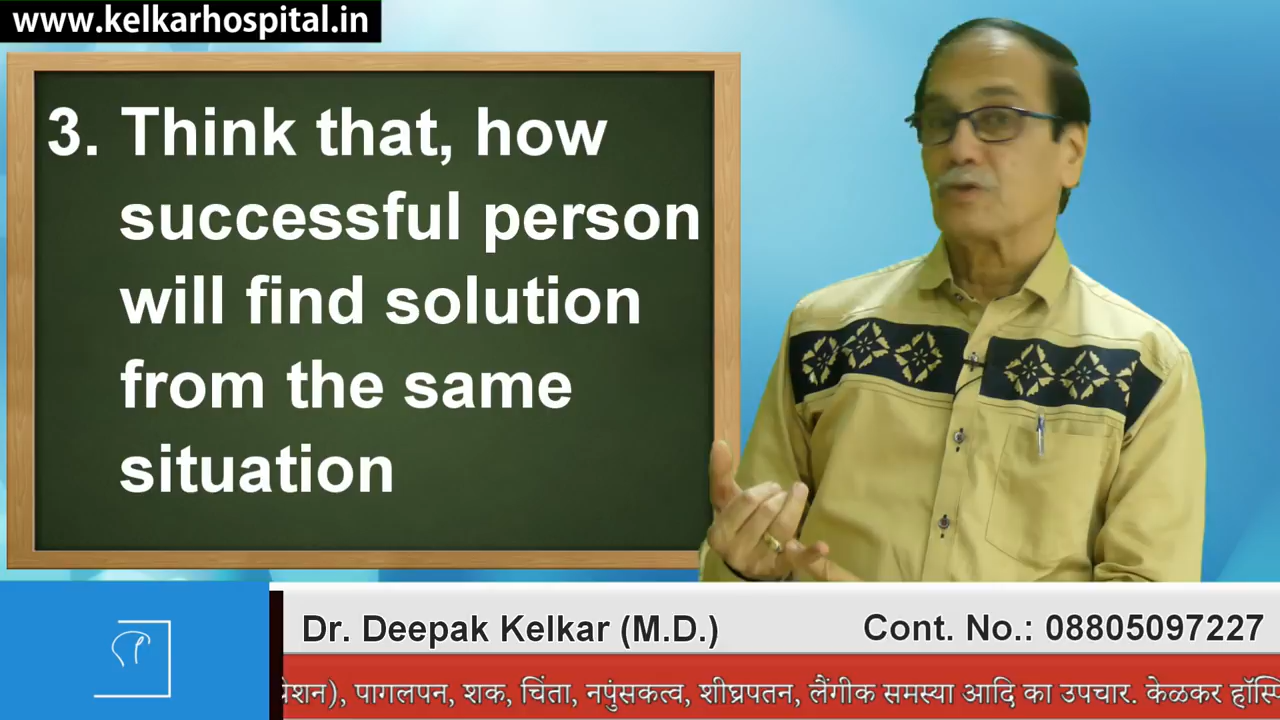 www.kelkarhospital.in
3. Think that, how
successful person
will find solution
from the same
situation
Dr. Deepak Kelkar (M.D.)
Cont. No.: 08805097227
पागलपन, शक, चिंता, नपुंसकत्व, शीघ्रपतन, लैंगीक समस्या आदि का उपचार. केळकर